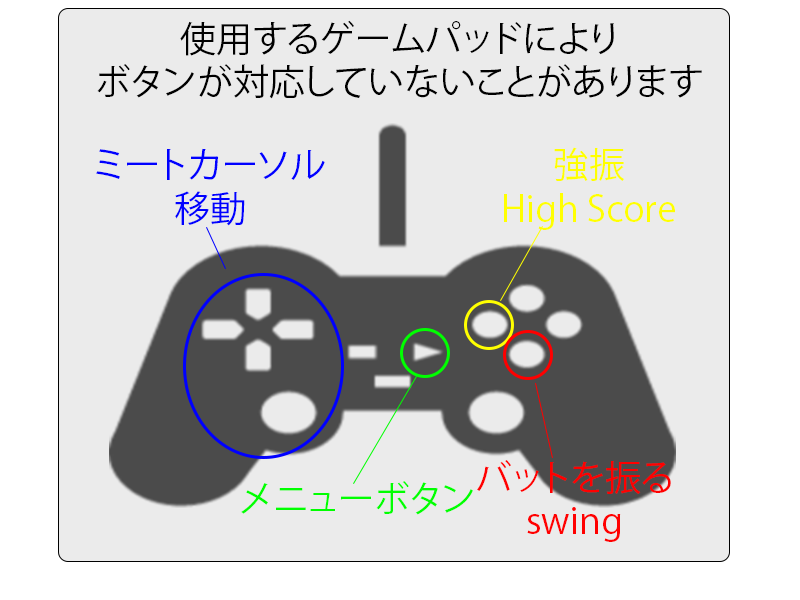 使用するゲームパッドにより
ボタンが対応していないことがあります
ミートカーソル
移動
強振
High Score
メニューボタン
バットを振る
swing